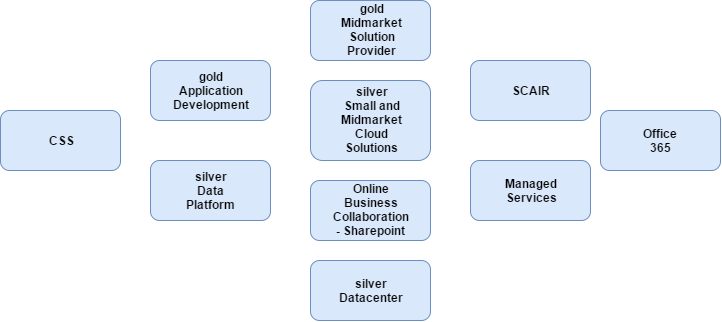 CSS
gold
Application
Development
silver
Data
Platform
gold
Midmarket
Solution
Provider
silver
Small and
Midmarket
Cloud
Solutions
Online
Business
Collaboration
- Sharepoint
silver
Datacenter
SCAIR
Managed
Services
Office
365